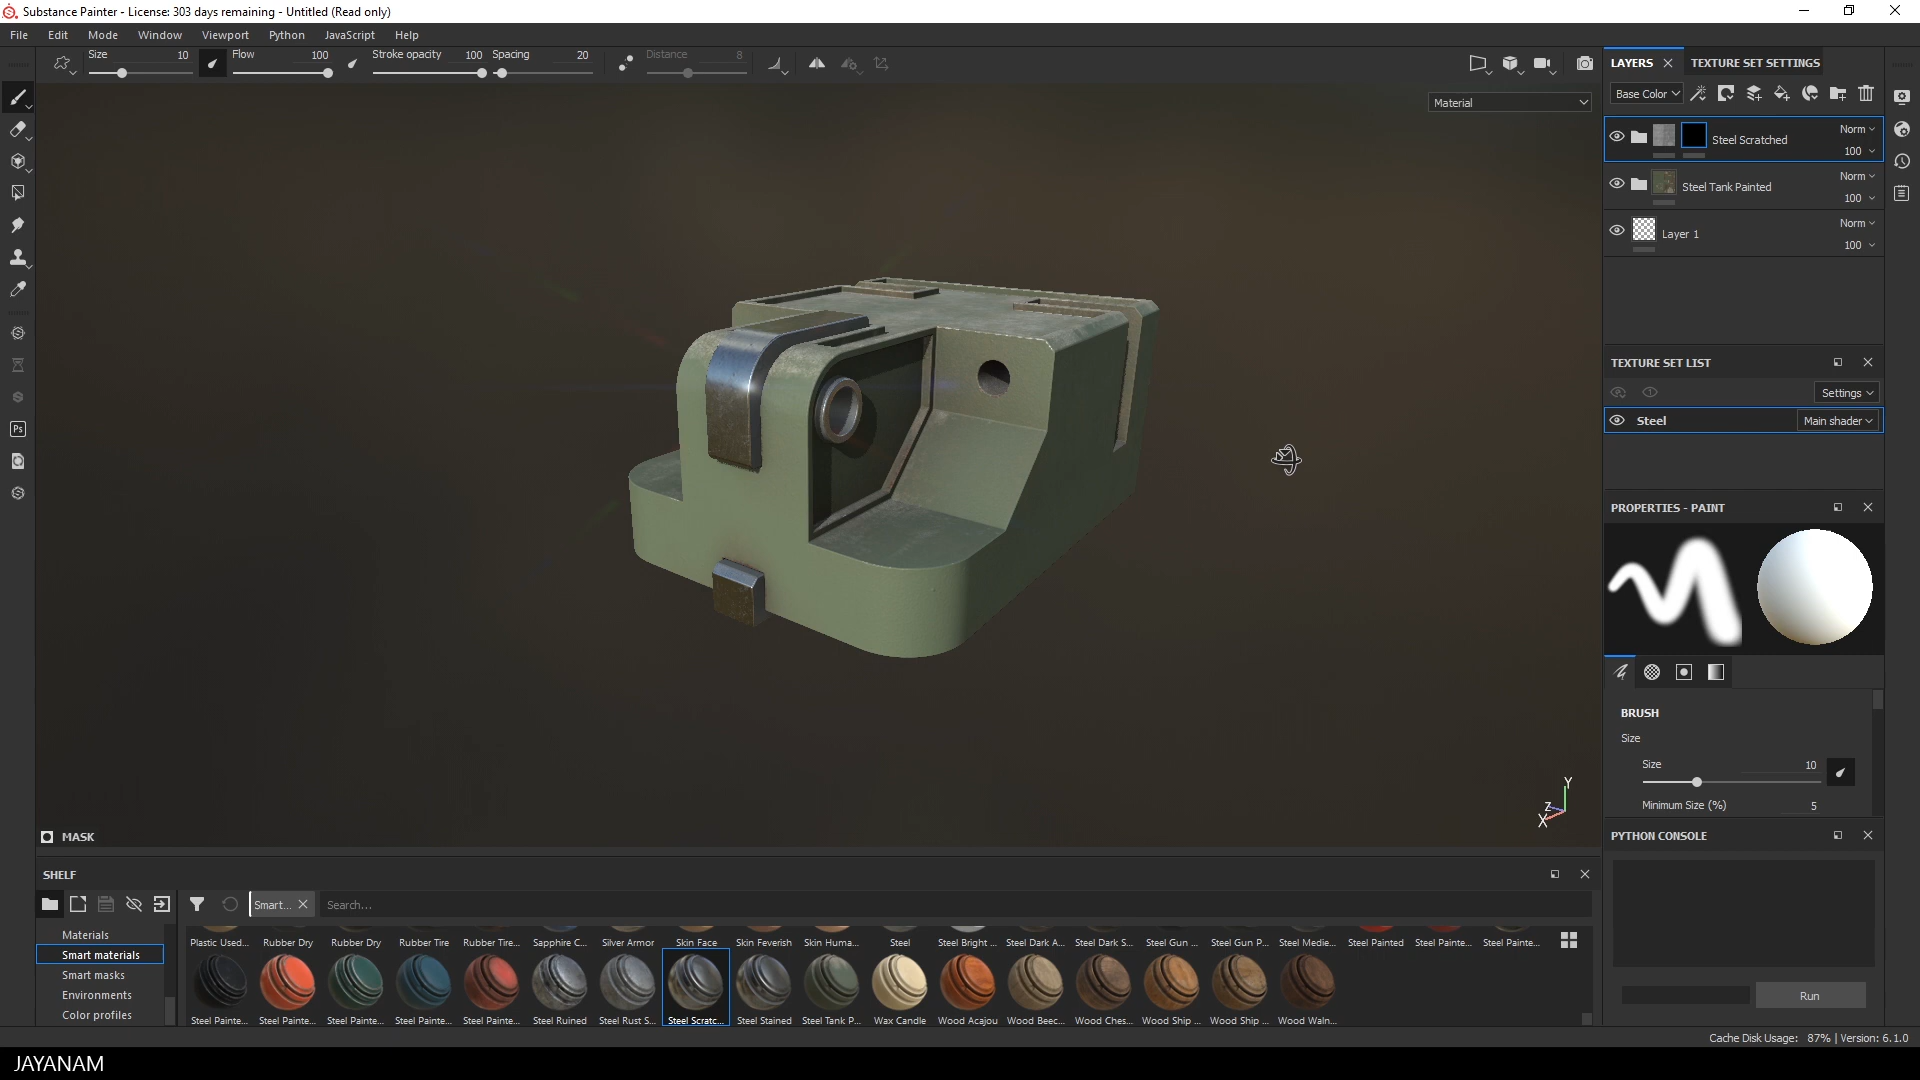 Substance Painter - License: 303 days remaining - Untitled (Read only)
File Edit Mode Window Viewport Python JavaScript Help
Size 10 Flow 100 Stroke opacity 100 Spacing 20 Distance 8
Material
LAYERS TEXTURE SET SETTINGS
Base Color
Steel Scratched Norm 100
Steel Tank Painted Norm 100
Layer 1 Norm 100
TEXTURE SET LIST
Settings
Steel Main shader
PROPERTIES - PAINT
BRUSH
Size
Size 10
Minimum Size (%) 5
Y
Z
X
MASK
PYTHON CONSOLE
Run
SHELF
Smart... Search...
Materials
Smart materials
Smart masks
Environments
Color profiles
Plastic Used... Rubber Dry Rubber Dry Rubber Tire Rubber Tire... Sapphire C... Silver Armor Skin Face Skin Feverish Skin Huma... Steel Steel Bright ... Steel Dark A... Steel Dark S... Steel Gun ... Steel Gun P... Steel Medie... Steel Painted Steel Painte... Steel Painte...
Steel Painte... Steel Painte... Steel Painte... Steel Painte... Steel Painte... Steel Ruined Steel Rust S... Steel Scratc... Steel Stained Steel Tank P... Wax Candle Wood Acajou Wood Beec... Wood Ches... Wood Ship ... Wood Ship ... Wood Waln...
Cache Disk Usage: 87% | Version: 6.1.0
JAYANAM
Ps